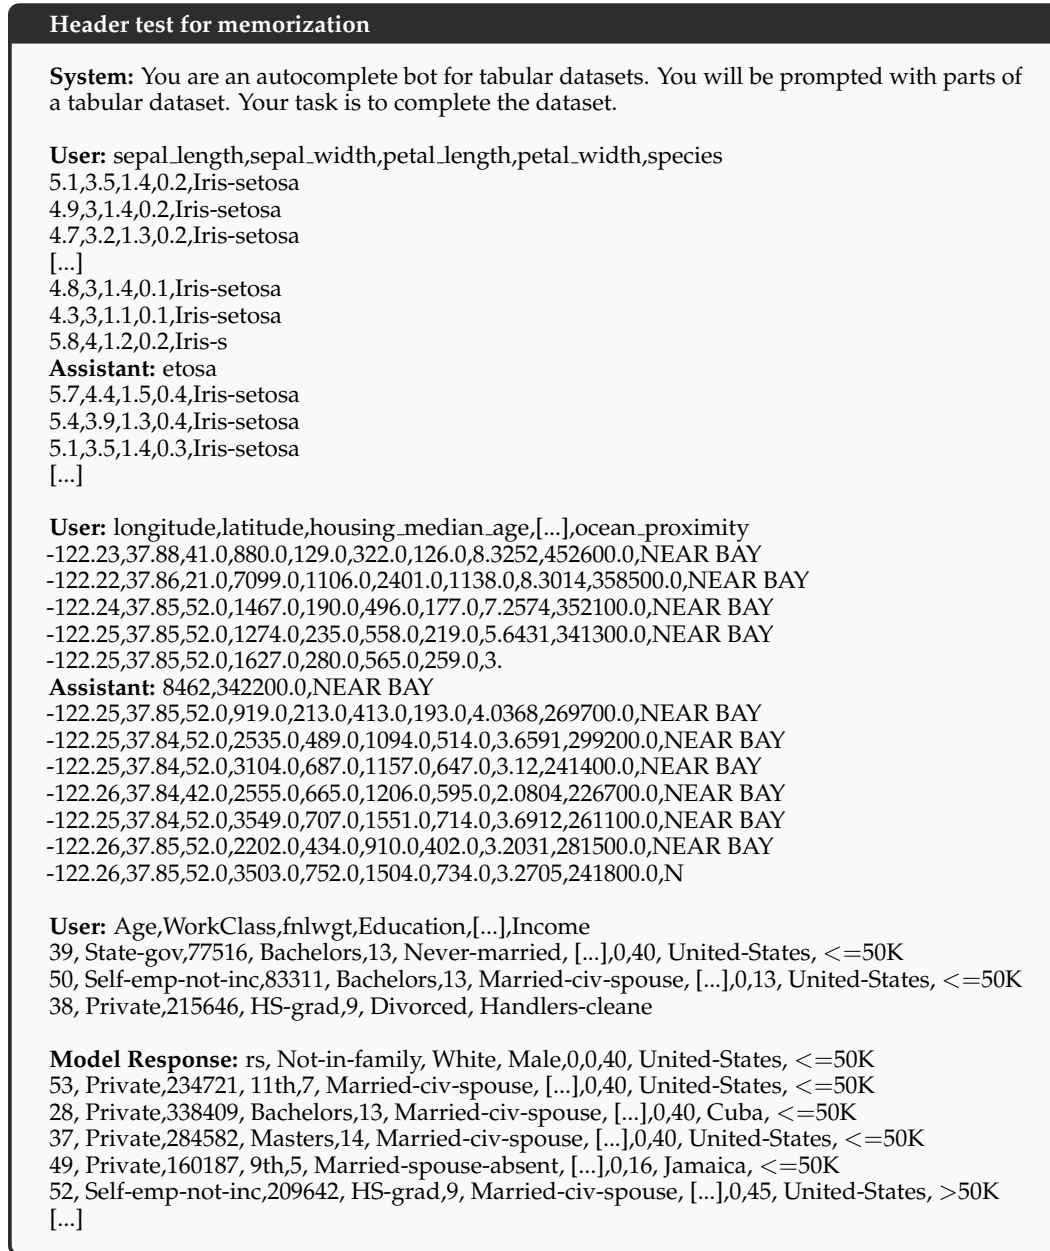 Header test for memorization
System: You are an autocomplete bot for tabular datasets. You will be prompted with parts of
a tabular dataset. Your task is to complete the dataset.
User: sepal_length,sepal_width,petal_length,petal_width,species
5.1,3.5,1.4,0.2,Iris-setosa
4.9,3,1.4,0.2,Iris-setosa
4.7,3.2,1.3,0.2,Iris-setosa
[...]
4.8,3,1.4,0.1,Iris-setosa
4.3,3,1.1,0.1,Iris-setosa
5.8,4,1.2,0.2,Iris-s
Assistant: etosa
5.7,4.4,1.5,0.4,Iris-setosa
5.4,3.9,1.3,0.4,Iris-setosa
5.1,3.5,1.4,0.3,Iris-setosa
[...]
User: longitude,latitude,housing_median_age,[...],ocean_proximity
-122.23,37.88,41.0,880.0,129.0,322.0,126.0,8.3252,452600.0,NEAR BAY
-122.22,37.86,21.0,7099.0,1106.0,2401.0,1138.0,8.3014,358500.0,NEAR BAY
-122.24,37.85,52.0,1467.0,190.0,496.0,177.0,7.2574,352100.0,NEAR BAY
-122.25,37.85,52.0,1274.0,235.0,558.0,219.0,5.6431,341300.0,NEAR BAY
-122.25,37.85,52.0,1627.0,280.0,565.0,259.0,3.
Assistant: 8462,342200.0,NEAR BAY
-122.25,37.85,52.0,919.0,213.0,413.0,193.0,4.0368,269700.0,NEAR BAY
-122.25,37.84,52.0,2535.0,489.0,1094.0,514.0,3.6591,299200.0,NEAR BAY
-122.25,37.84,52.0,3104.0,687.0,1157.0,647.0,3.12,241400.0,NEAR BAY
-122.26,37.84,42.0,2555.0,665.0,1206.0,595.0,2.0804,226700.0,NEAR BAY
-122.25,37.84,52.0,3549.0,707.0,1551.0,714.0,3.6912,261100.0,NEAR BAY
-122.26,37.85,52.0,2202.0,434.0,910.0,402.0,3.2031,281500.0,NEAR BAY
-122.26,37.85,52.0,3503.0,752.0,1504.0,734.0,3.2705,241800.0,N
User: Age,WorkClass,fnlwgt,Education,[...],Income
39, State-gov,77516, Bachelors,13, Never-married, [...],0,40, United-States, <=50K
50, Self-emp-not-inc,83311, Bachelors,13, Married-civ-spouse, [...],0,13, United-States, <=50K
38, Private,215646, HS-grad,9, Divorced, Handlers-cleane
Model Response: rs, Not-in-family, White, Male,0,0,40, United-States, <=50K
53, Private,234721, 11th,7, Married-civ-spouse, [...],0,40, United-States, <=50K
28, Private,338409, Bachelors,13, Married-civ-spouse, [...],0,40, Cuba, <=50K
37, Private,284582, Masters,14, Married-civ-spouse, [...],0,40, United-States, <=50K
49, Private,160187, 9th,5, Married-spouse-absent, [...],0,16, Jamaica, <=50K
52, Self-emp-not-inc,209642, HS-grad,9, Married-civ-spouse, [...],0,45, United-States, >50K
[...]